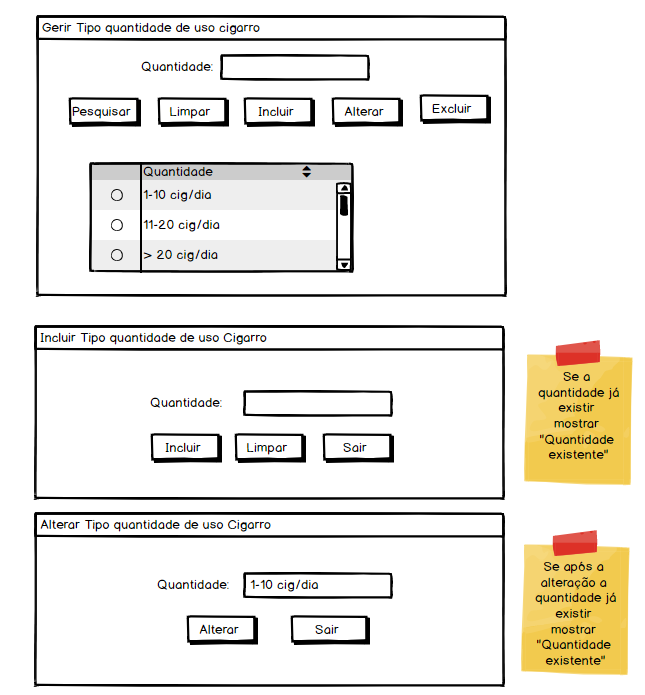 Gerir Tipo quantidade de uso cigarro
Quantidade:
Pesquisar Limpar Incluir Alterar Excluir
Quantidade
1-10 cig/dia
11-20 cig/dia
> 20 cig/dia
Incluir Tipo quantidade de uso Cigarro
Quantidade:
Incluir Limpar Sair
Se a
quantidade já
existir
mostrar
"Quantidade
existente"
Alterar Tipo quantidade de uso Cigarro
Quantidade: 1-10 cig/dia
Alterar Sair
Se após a
alteração a
quantidade já
existir
mostrar
"Quantidade
existente"